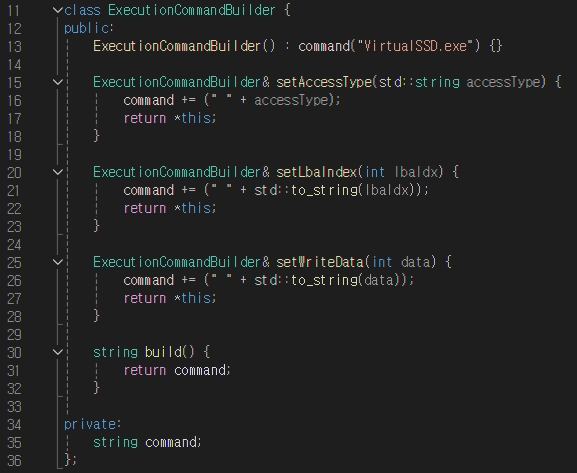 11 class ExecutionCommandBuilder {
12 public:
13 ExecutionCommandBuilder() : command("VirtualSSD.exe") {}
14
15 ExecutionCommandBuilder& setAccessType(std::string accessType) {
16 command += (" " + accessType);
17 return *this;
18 }
19
20 ExecutionCommandBuilder& setLbaIndex(int lbaIdx) {
21 command += (" " + std::to_string(lbaIdx));
22 return *this;
23 }
24
25 ExecutionCommandBuilder& setWriteData(int data) {
26 command += (" " + std::to_string(data));
27 return *this;
28 }
29
30 string build() {
31 return command;
32 }
33
34 private:
35 string command;
36 };